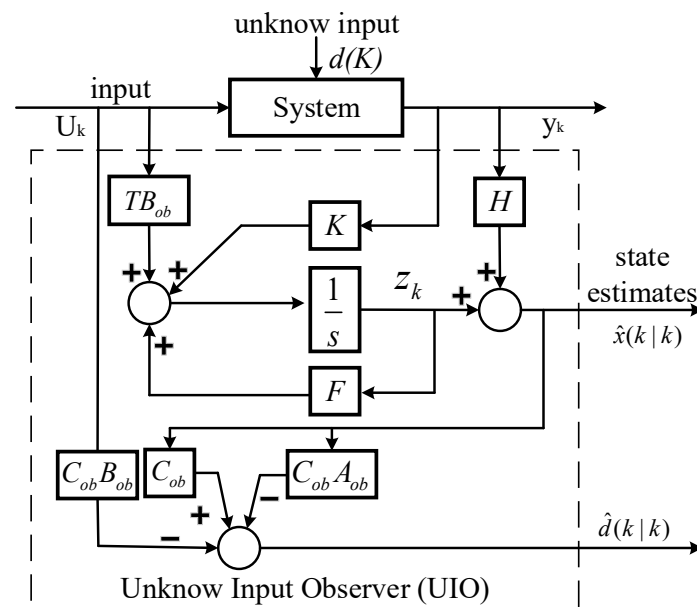 unknow input
d(K)
input
System
U_k
y_k
TB_ob
H
K
+
+
+
+
+
1/s
z_k
state
estimates
x̂(k|k)
F
C_ob B_ob
C_ob
C_ob A_ob
+
−
−
d̂(k|k)
Unknow Input Observer (UIO)